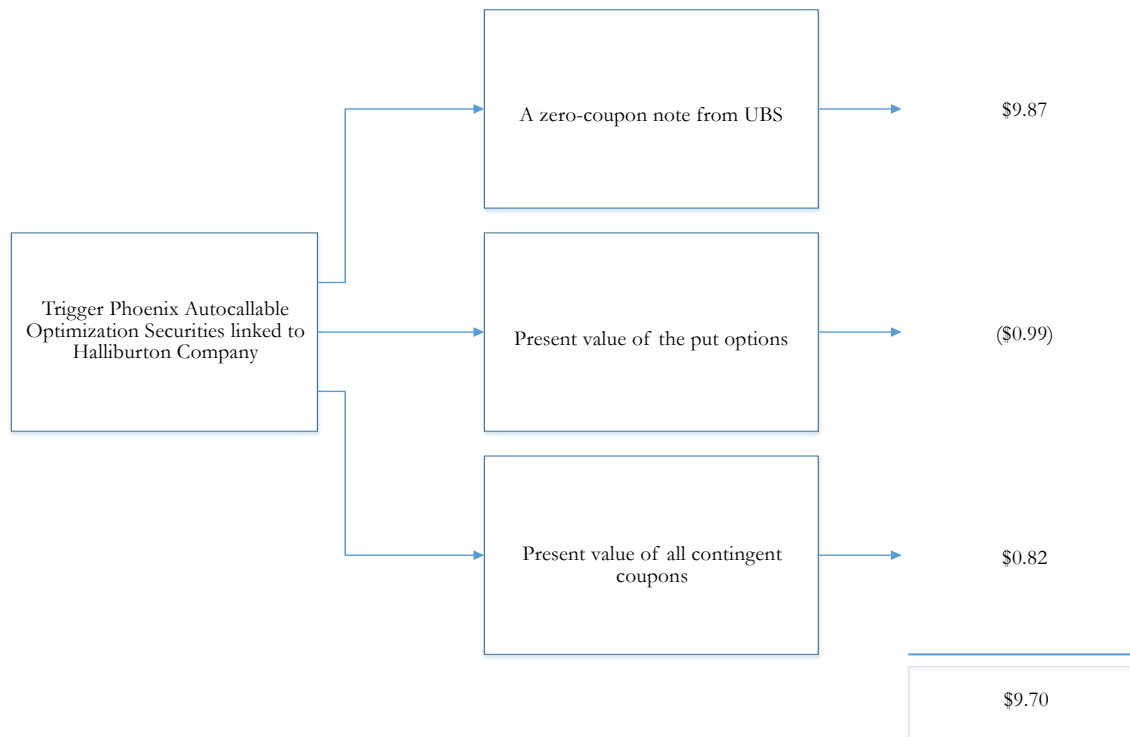 A zero-coupon note from UBS
$9.87
Trigger Phoenix Autocallable
Optimization Securities linked to
Halliburton Company
Present value of the put options
($0.99)
Present value of all contingent
coupons
$0.82
$9.70